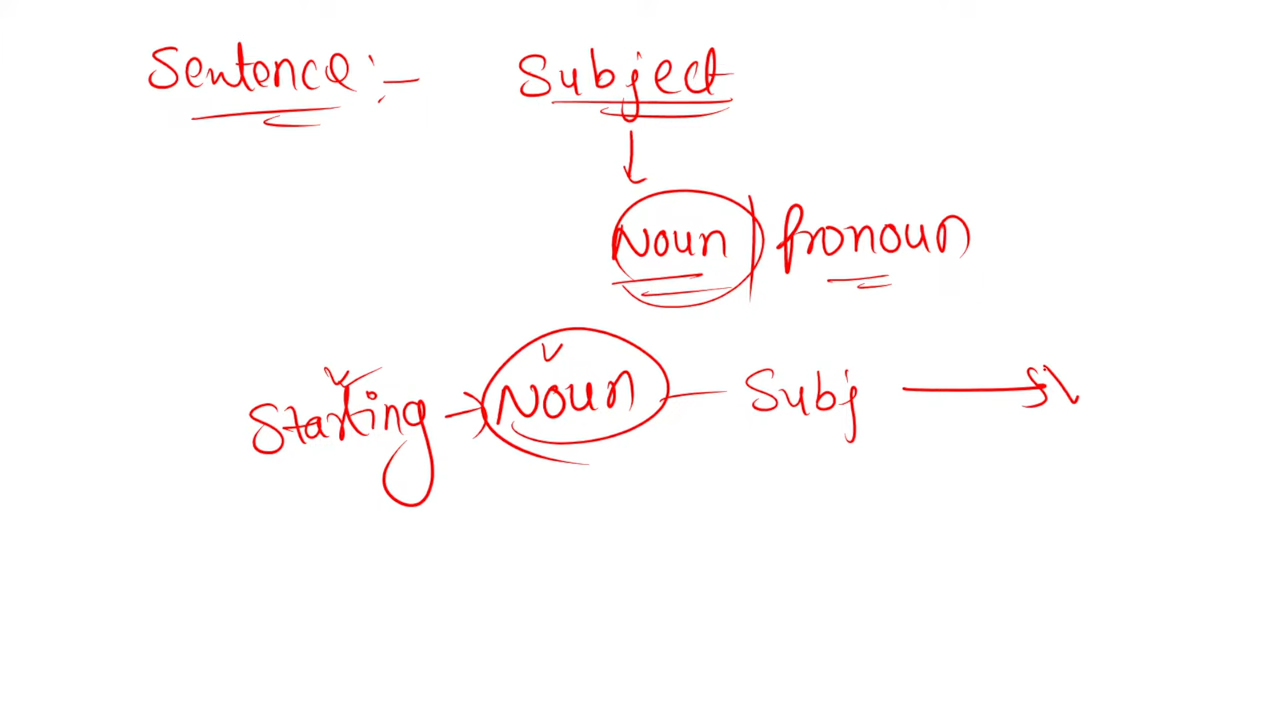 Sentence :- Subject
Noun | Pronoun
Starting → Noun — Subj →